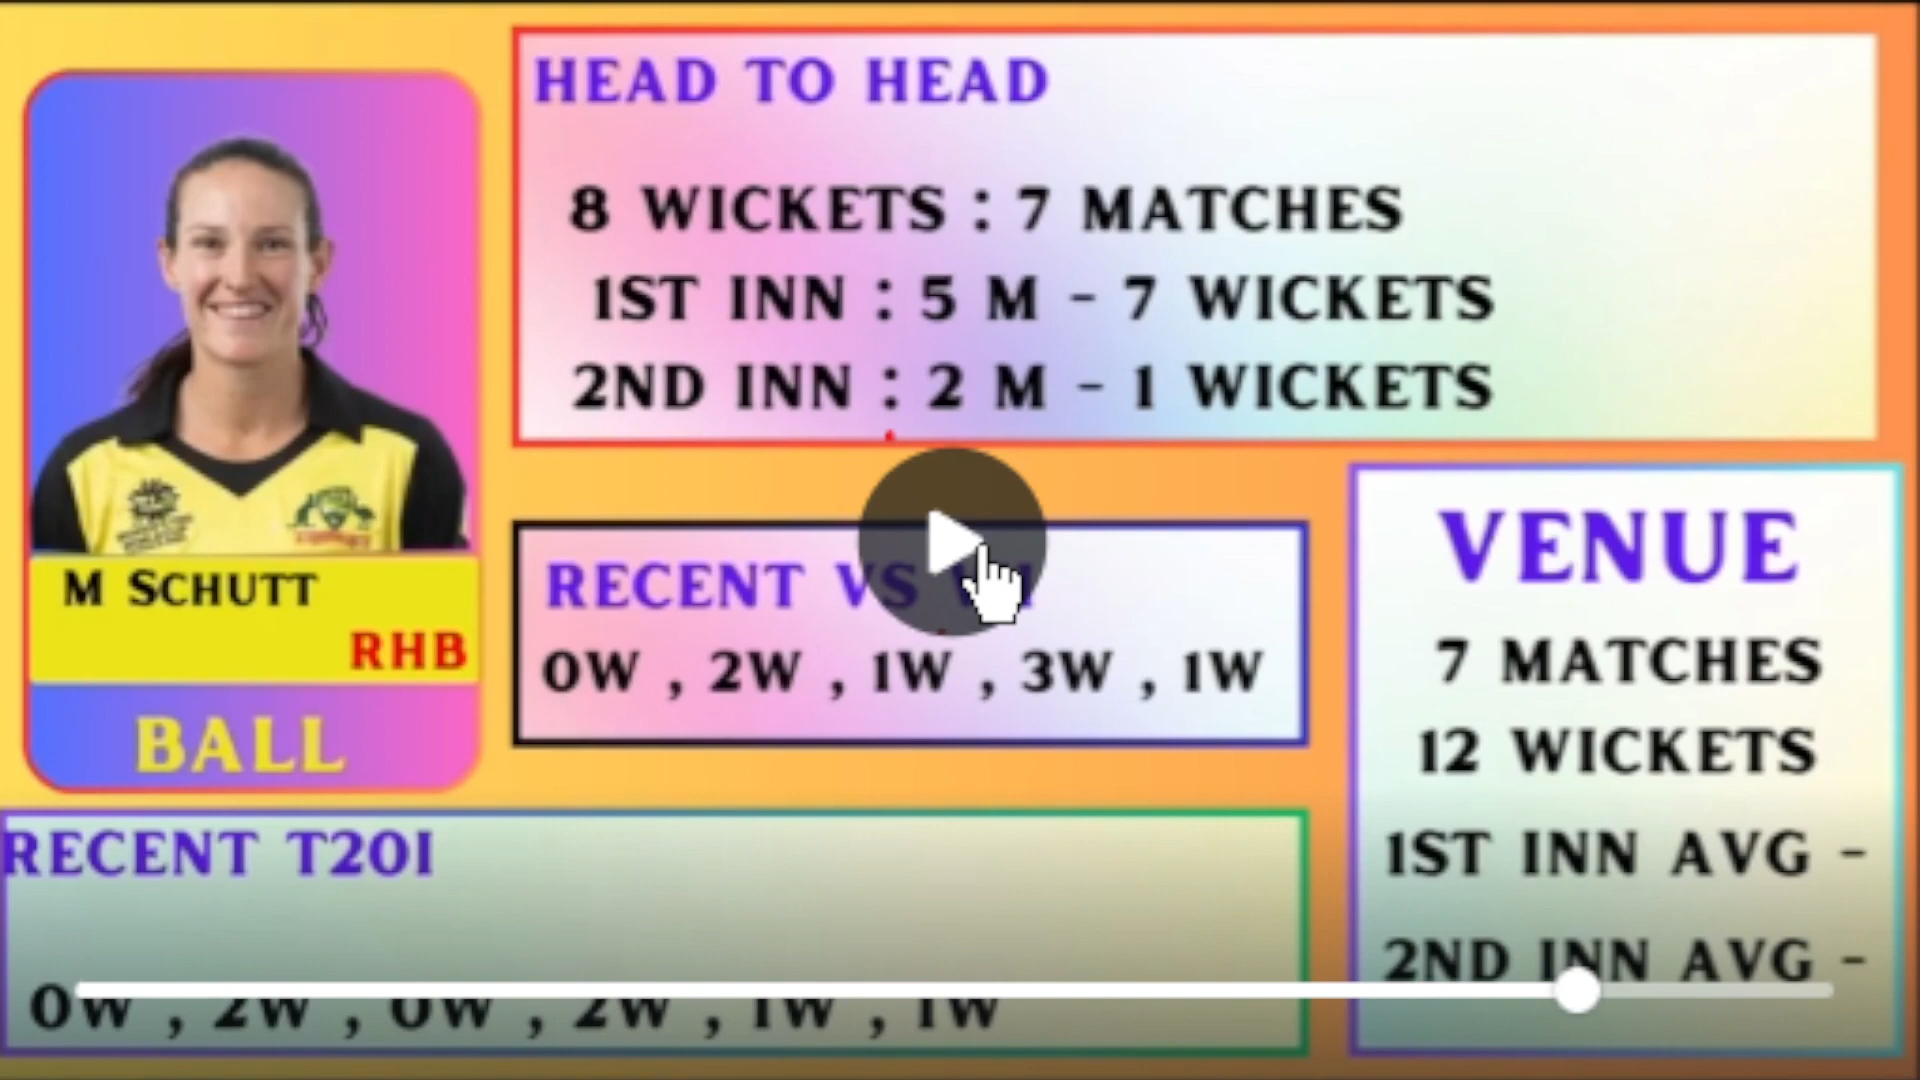 HEAD TO HEAD
8 WICKETS : 7 MATCHES
1ST INN : 5 M - 7 WICKETS
2ND INN : 2 M - 1 WICKETS
M SCHUTT
RHB
BALL
RECENT VS
0W , 2W , 1W , 3W , 1W
VENUE
7 MATCHES
12 WICKETS
1ST INN AVG -
2ND INN AVG -
RECENT T20I
0W , 2W , 0W , 2W , 1W , 1W